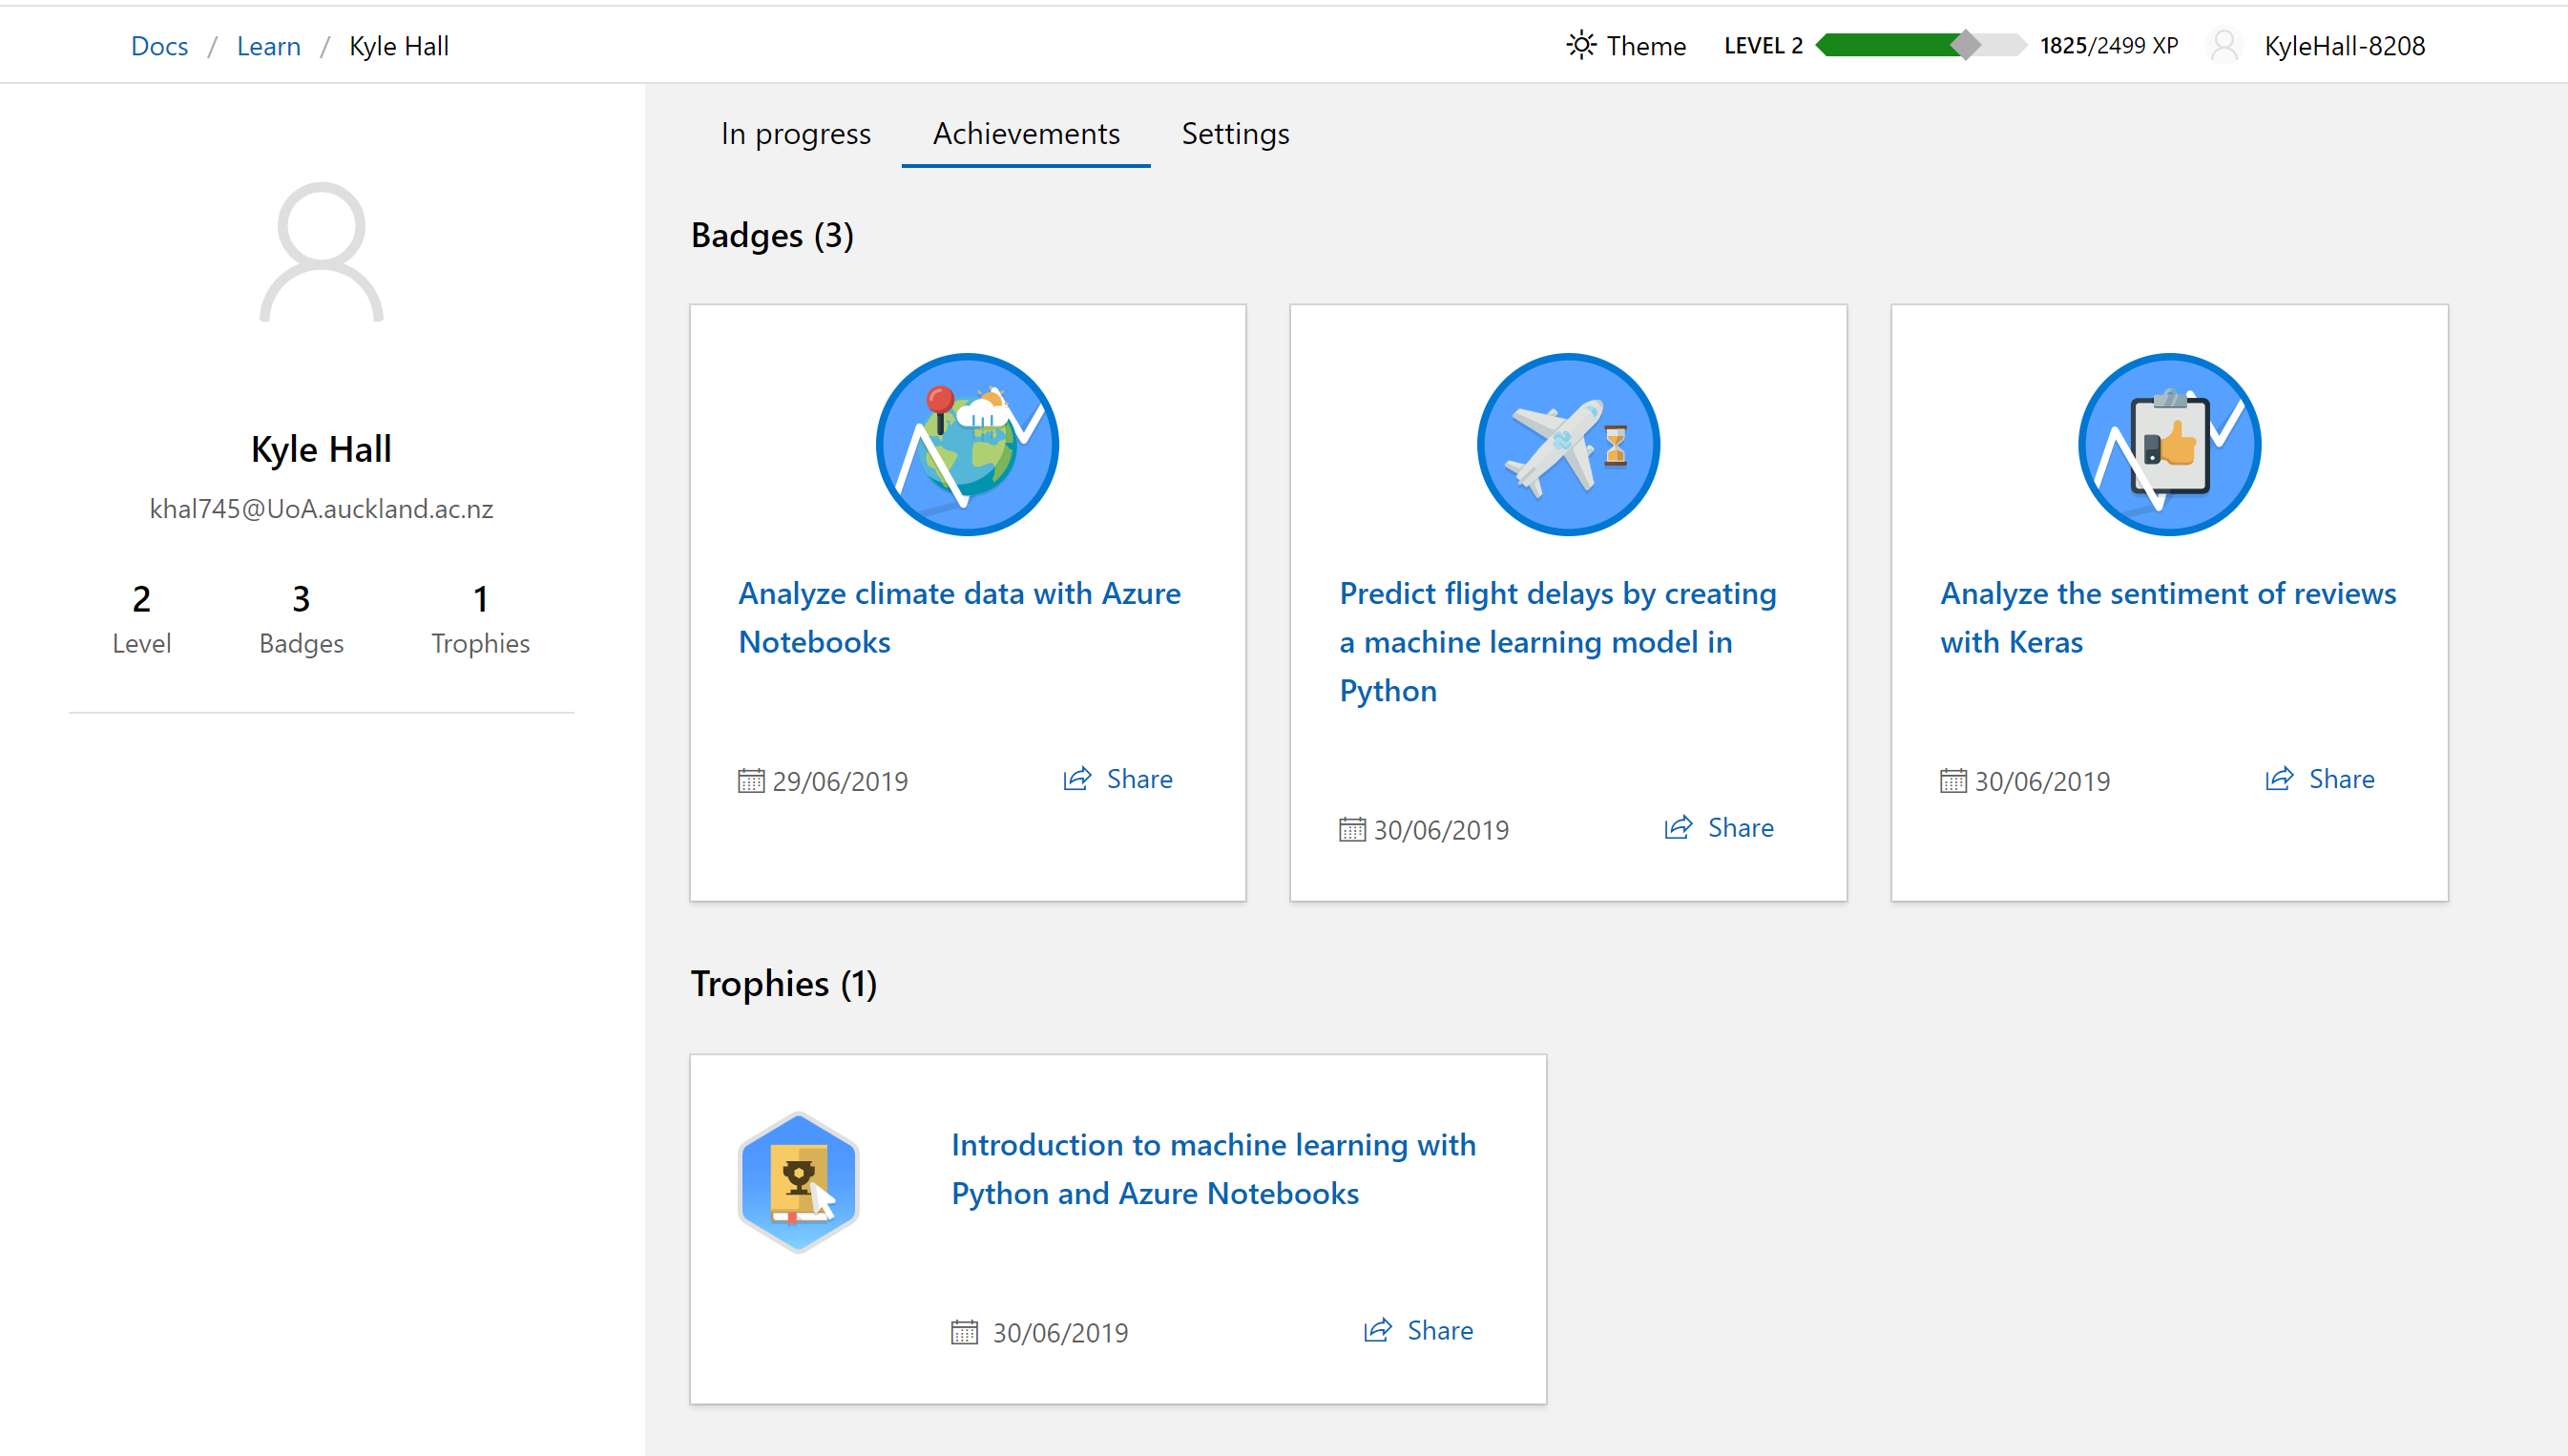 Docs / Learn / Kyle Hall
Theme LEVEL 2 1825/2499 XP KyleHall-8208
Kyle Hall
khal745@UoA.auckland.ac.nz
2 3 1
Level Badges Trophies
In progress Achievements Settings
Badges (3)
Analyze climate data with Azure
Notebooks
29/06/2019 Share
Predict flight delays by creating
a machine learning model in
Python
30/06/2019 Share
Analyze the sentiment of reviews
with Keras
30/06/2019 Share
Trophies (1)
Introduction to machine learning with
Python and Azure Notebooks
30/06/2019 Share